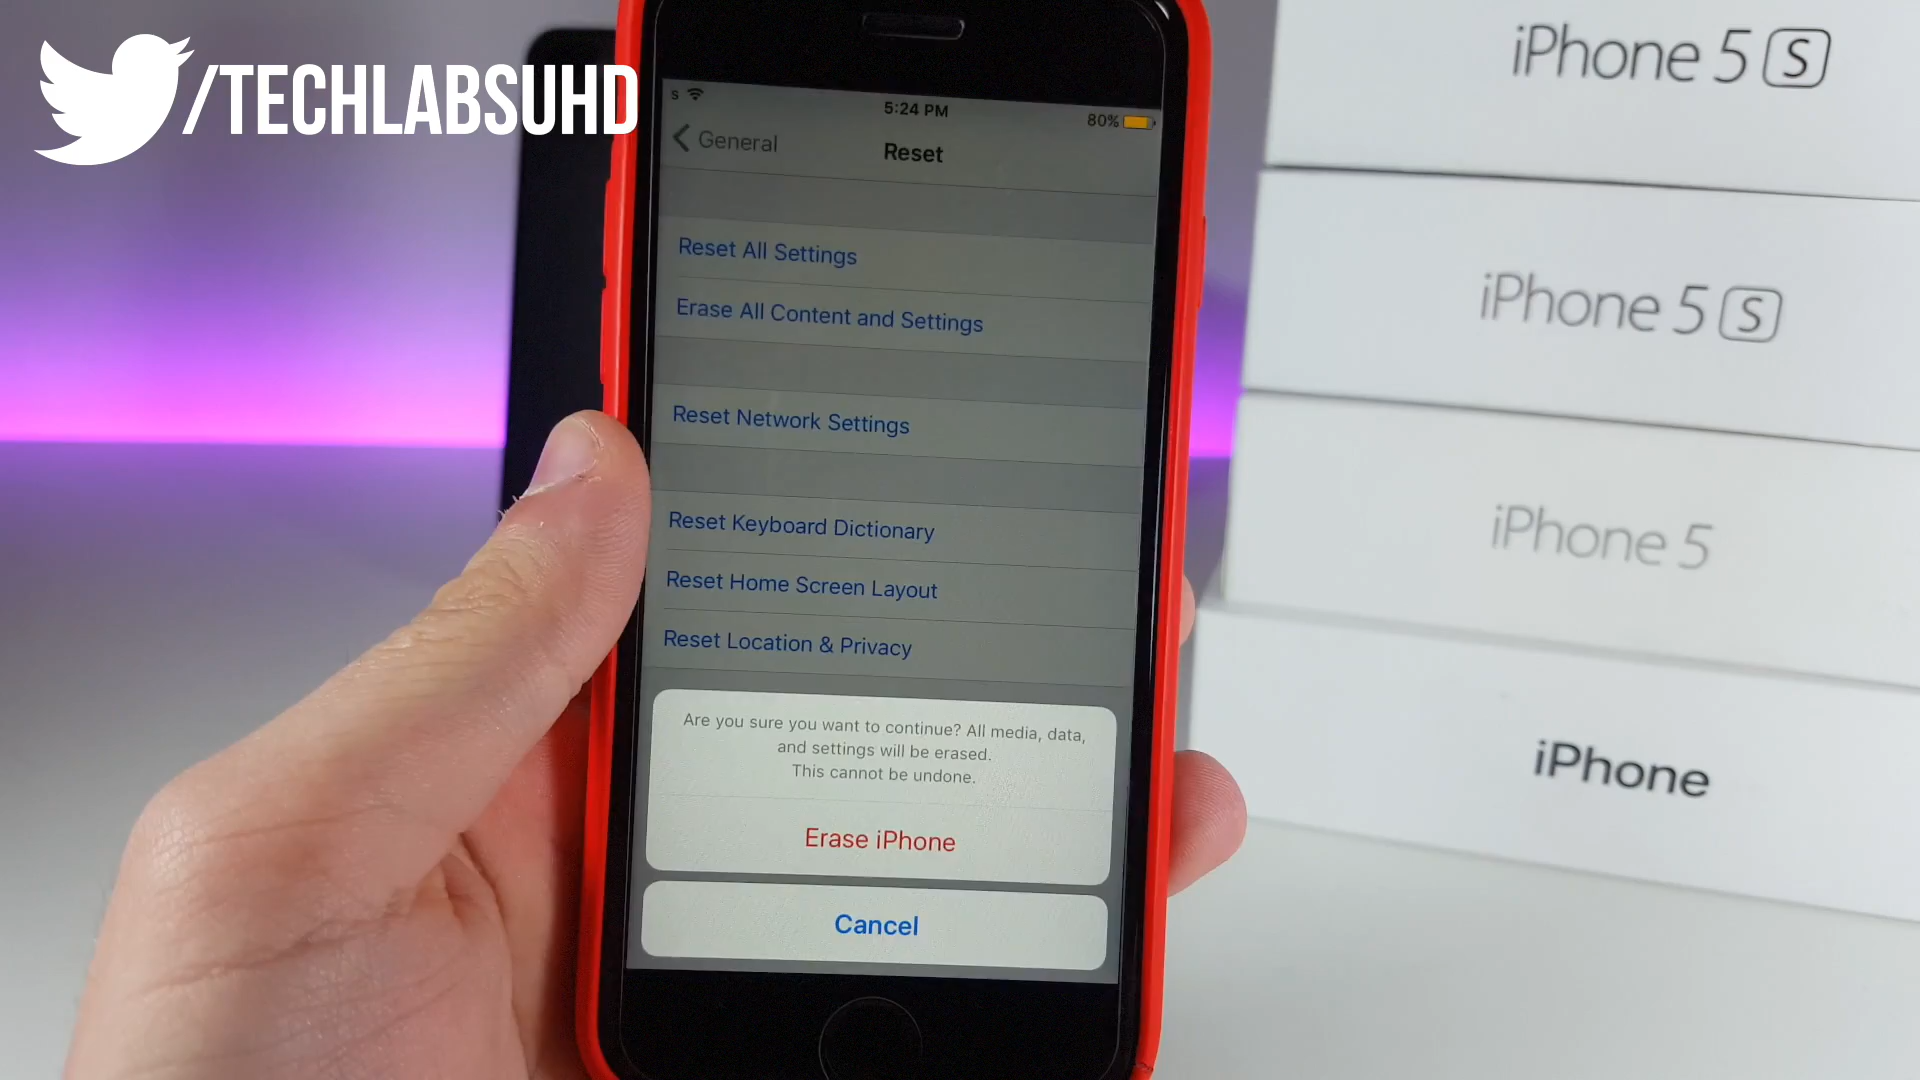 /TECHLABSUHD
s
5:24 PM
80%
General
Reset
Reset All Settings
Erase All Content and Settings
Reset Network Settings
Reset Keyboard Dictionary
Reset Home Screen Layout
Reset Location & Privacy
Are you sure you want to continue? All media, data,
and settings will be erased.
This cannot be undone.
Erase iPhone
Cancel
iPhone 5 S
iPhone 5 S
iPhone 5
iPhone